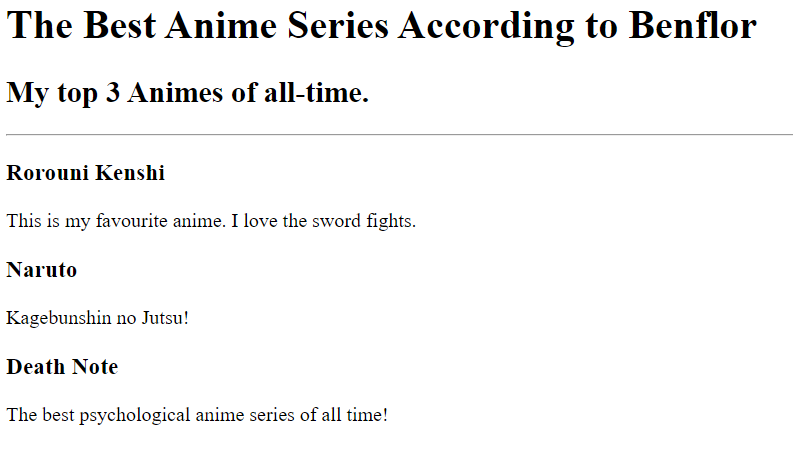 The Best Anime Series According to Benflor
My top 3 Animes of all-time.
Rorouni Kenshi
This is my favourite anime. I love the sword fights.
Naruto
Kagebunshin no Jutsu!
Death Note
The best psychological anime series of all time!